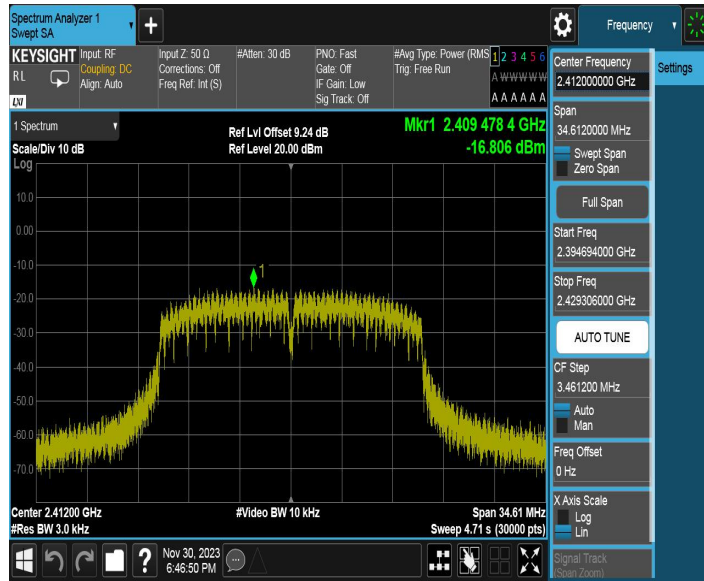 Spectrum Analyzer 1
Swept SA
+
Frequency
KEYSIGHT
RL
LXI
Input: RF
Coupling: DC
Align: Auto
Input Z: 50 Ω
Corrections: Off
Freq Ref: Int (S)
#Atten: 30 dB
PNO: Fast
Gate: Off
IF Gain: Low
Sig Track: Off
#Avg Type: Power (RMS
Trig: Free Run
1 2 3 4 5 6
A W W W W W
A A A A A A
1 Spectrum
Scale/Div 10 dB
Log
Ref Lvl Offset 9.24 dB
Ref Level 20.00 dBm
Mkr1 2.409 478 4 GHz
-16.806 dBm
10.0
0.00
-10.0
-20.0
-30.0
-40.0
-50.0
-60.0
-70.0
1
Center 2.41200 GHz
#Res BW 3.0 kHz
#Video BW 10 kHz
Span 34.61 MHz
Sweep 4.71 s (30000 pts)
?
Nov 30, 2023
6:46:50 PM
Center Frequency
2.412000000 GHz
Span
34.6120000 MHz
Swept Span
Zero Span
Full Span
Start Freq
2.394694000 GHz
Stop Freq
2.429306000 GHz
AUTO TUNE
CF Step
3.461200 MHz
Auto
Man
Freq Offset
0 Hz
X Axis Scale
Log
Lin
Signal Track
(Span Zoom)
Settings